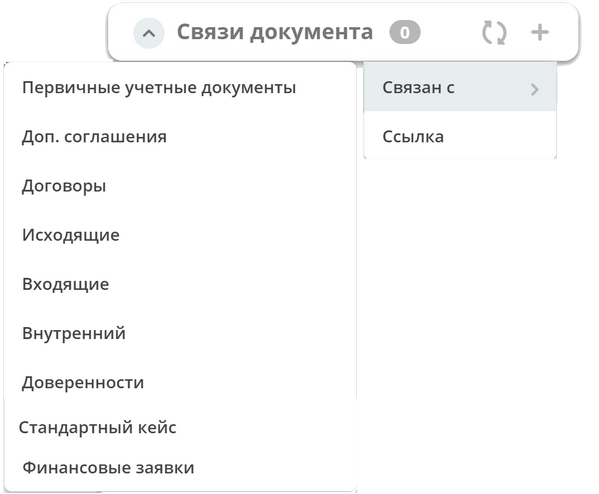 Связи документа 0
Связан с
Ссылка
Первичные учетные документы
Доп. соглашения
Договоры
Исходящие
Входящие
Внутренний
Доверенности
Стандартный кейс
Финансовые заявки